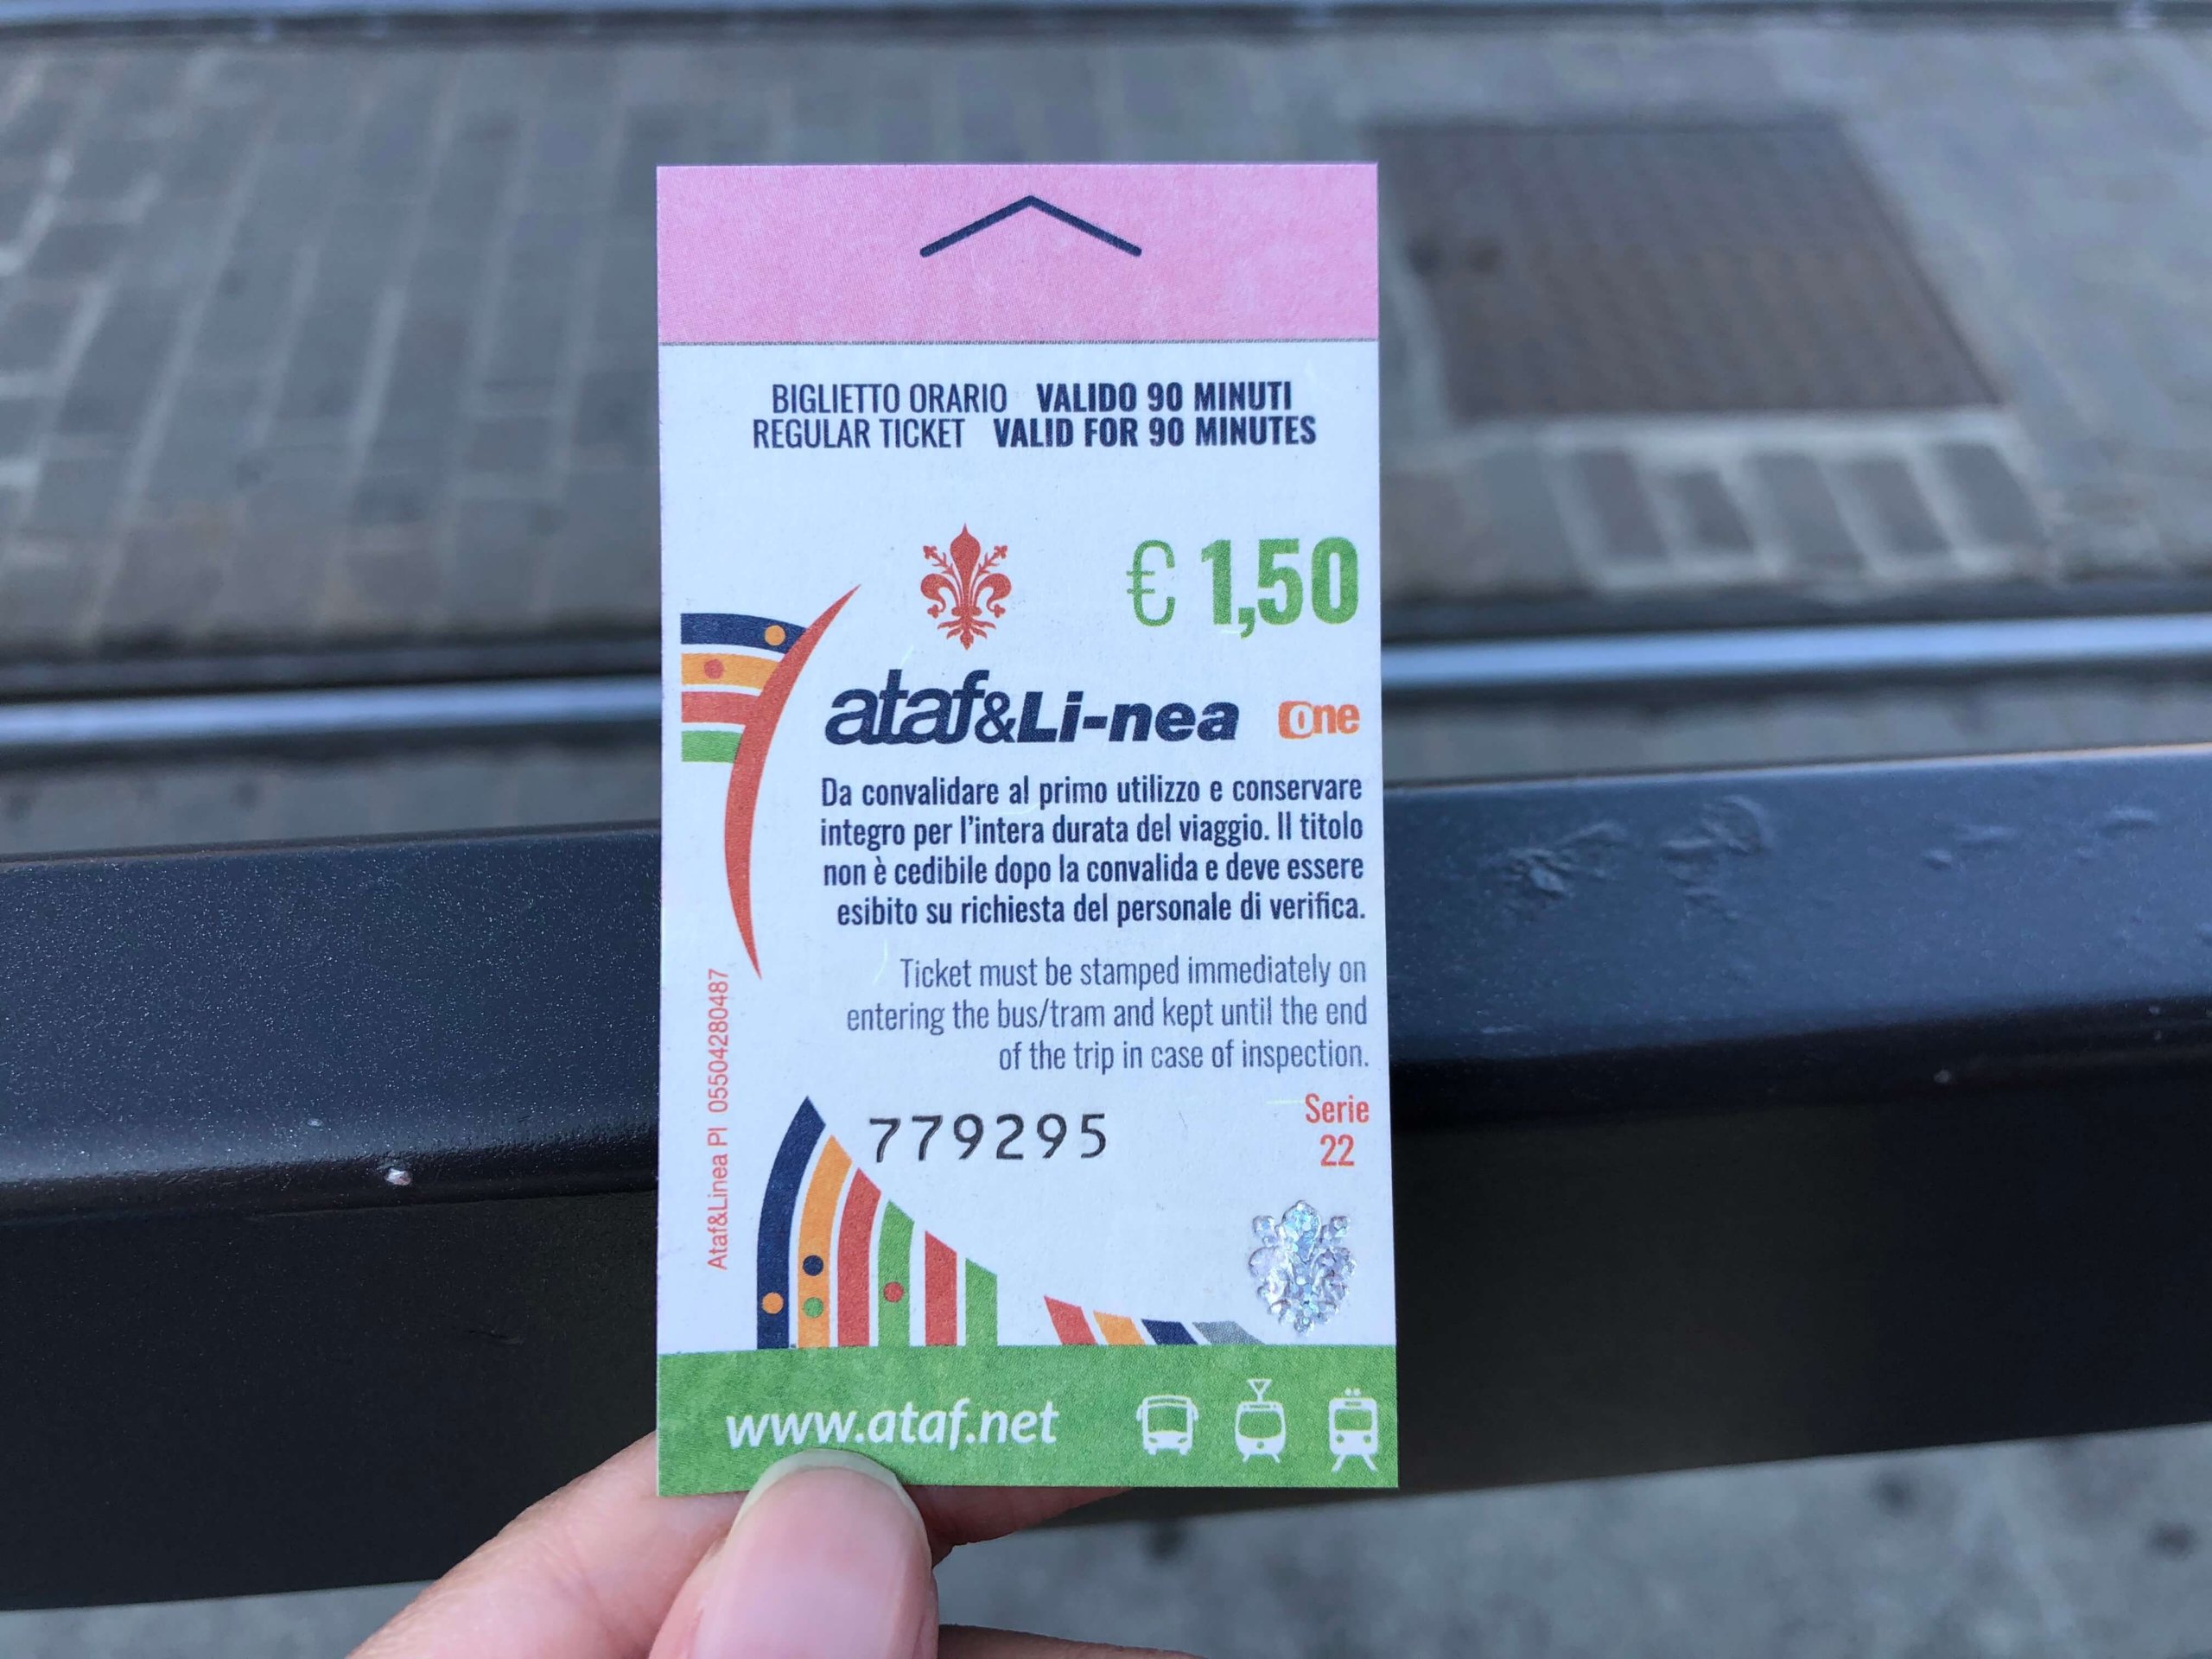 BIGLIETTO ORARIO VALIDO 90 MINUTI
REGULAR TICKET VALID FOR 90 MINUTES
€ 1,50
ataf&Li-nea one
Da convalidare al primo utilizzo e conservare
integro per l'intera durata del viaggio. Il titolo
non è cedibile dopo la convalida e deve essere
esibito su richiesta del personale di verifica.
Ticket must be stamped immediately on
entering the bus/tram and kept until the end
of the trip in case of inspection.
Ataf&Linea PI 05504280487
779295
Serie
22
www.ataf.net